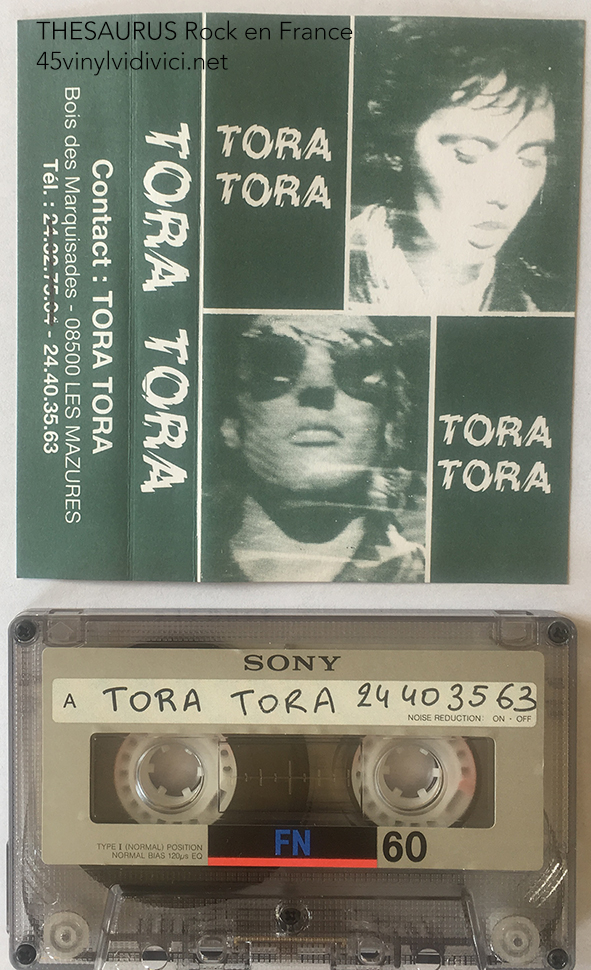 THESAURUS Rock en France
45vinylvidivici.net
Contact : TORA TORA
Bois des Marquisades - 08500 LES MAZURES
Tél. : - 24.40.35.63
TORA TORA
TORA
TORA
TORA
TORA
SONY
A TORA TORA 24 40 35 63
NOISE REDUCTION: ON · OFF
TYPE I (NORMAL) POSITION
NORMAL BIAS 120µs EQ
FN 60